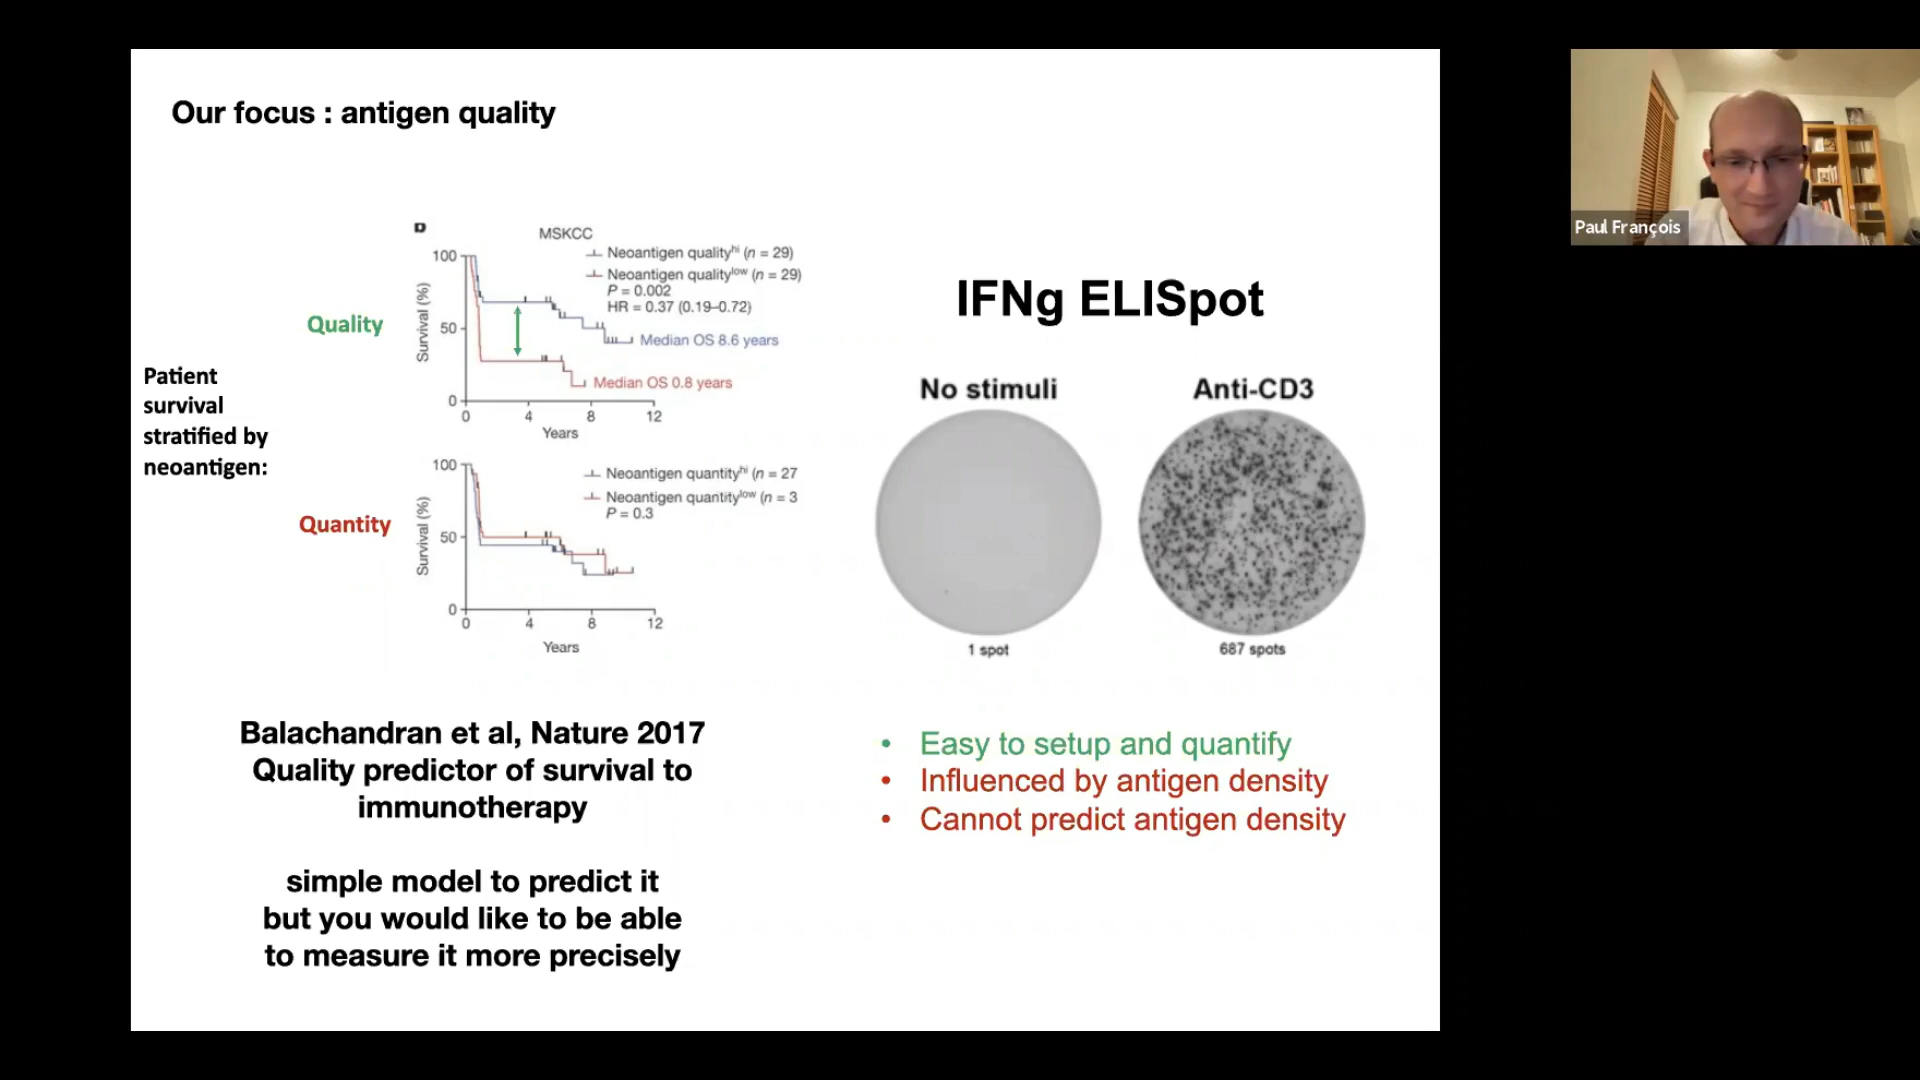 Our focus : antigen quality
Patient
survival
stratified by
neoantigen:
Quality
Quantity
D
MSKCC
Neoantigen quality^hi (n = 29)
Neoantigen quality^low (n = 29)
P = 0.002
HR = 0.37 (0.19–0.72)
Survival (%)
100
50
0
Median OS 8.6 years
Median OS 0.8 years
0 4 8 12
Years
Neoantigen quantity^hi (n = 27
Neoantigen quantity^low (n = 3
P = 0.3
Survival (%)
100
50
0
0 4 8 12
Years
Balachandran et al, Nature 2017
Quality predictor of survival to
immunotherapy
simple model to predict it
but you would like to be able
to measure it more precisely
IFNg ELISpot
No stimuli
Anti-CD3
1 spot
687 spots
• Easy to setup and quantify
• Influenced by antigen density
• Cannot predict antigen density
Paul François